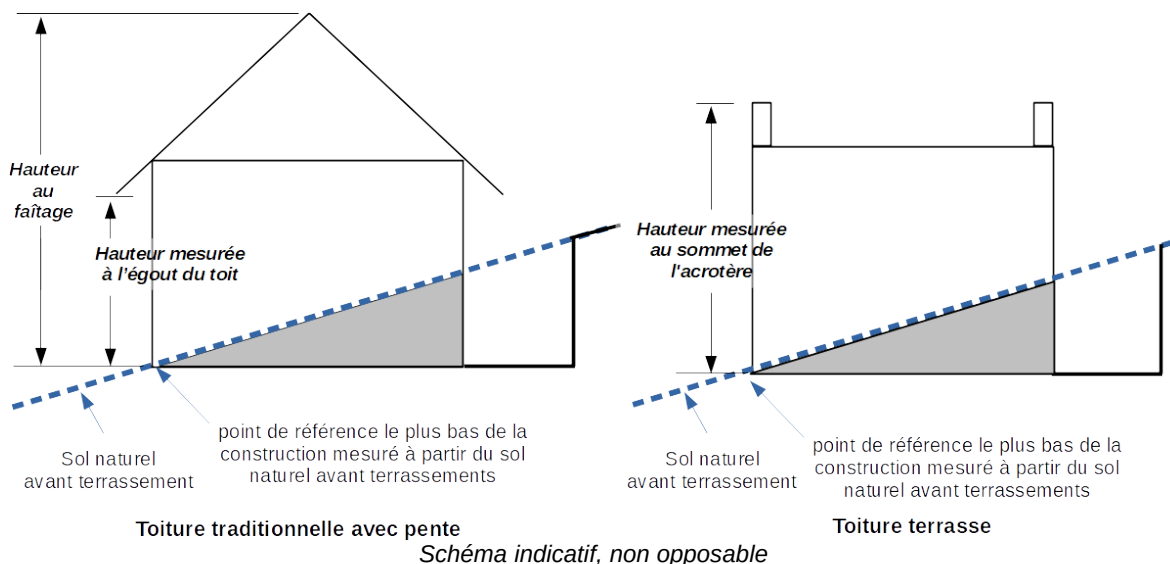 Hauteur
au
faîtage
Hauteur mesurée
à l'égout du toit
Sol naturel
avant terrassement
point de référence le plus bas de la
construction mesuré à partir du sol
naturel avant terrassements
Toiture traditionnelle avec pente
Hauteur mesurée
au sommet de
l'acrotère
Sol naturel
avant terrassement
point de référence le plus bas de la
construction mesuré à partir du sol
naturel avant terrassements
Toiture terrasse
Schéma indicatif, non opposable